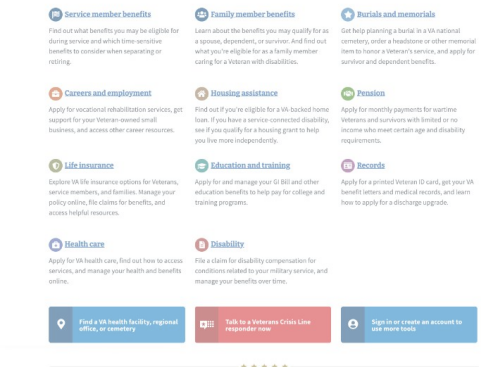 Service member benefits
Find out what benefits you may be eligible for
during service and which time-sensitive
benefits to consider when separating or
retiring.
Family member benefits
Learn about the benefits you may qualify for as
a spouse, dependent, or survivor. And find out
what you're eligible for as a family member
caring for a Veteran with disabilities.
Burials and memorials
Get help planning a burial in a VA national
cemetery, order a headstone or other memorial
item to honor a Veteran's service, and apply for
survivor and dependent benefits.
Careers and employment
Apply for vocational rehabilitation services, get
support for your Veteran-owned small
business, and access other career resources.
Housing assistance
Find out if you're eligible for a VA-backed home
loan. If you have a service-connected disability,
see if you qualify for a housing grant to help
you live more independently.
Pension
Apply for monthly payments for wartime
Veterans and survivors with limited or no
income who meet certain age and disability
requirements.
Life insurance
Explore VA life insurance options for Veterans,
service members, and families. Manage your
policy online, file claims for benefits, and
access helpful resources.
Education and training
Apply for and manage your GI Bill and other
education benefits to help pay for college and
training programs.
Records
Apply for a printed Veteran ID card, get your VA
benefit letters and medical records, and learn
how to apply for a discharge upgrade.
Health care
Apply for VA health care, find out how to access
services, and manage your health and benefits
online.
Disability
File a claim for disability compensation for
conditions related to your military service, and
manage your benefits over time.
Find a VA health facility, regional
office, or cemetery
Talk to a Veterans Crisis Line
responder now
Sign in or create an account to
use more tools